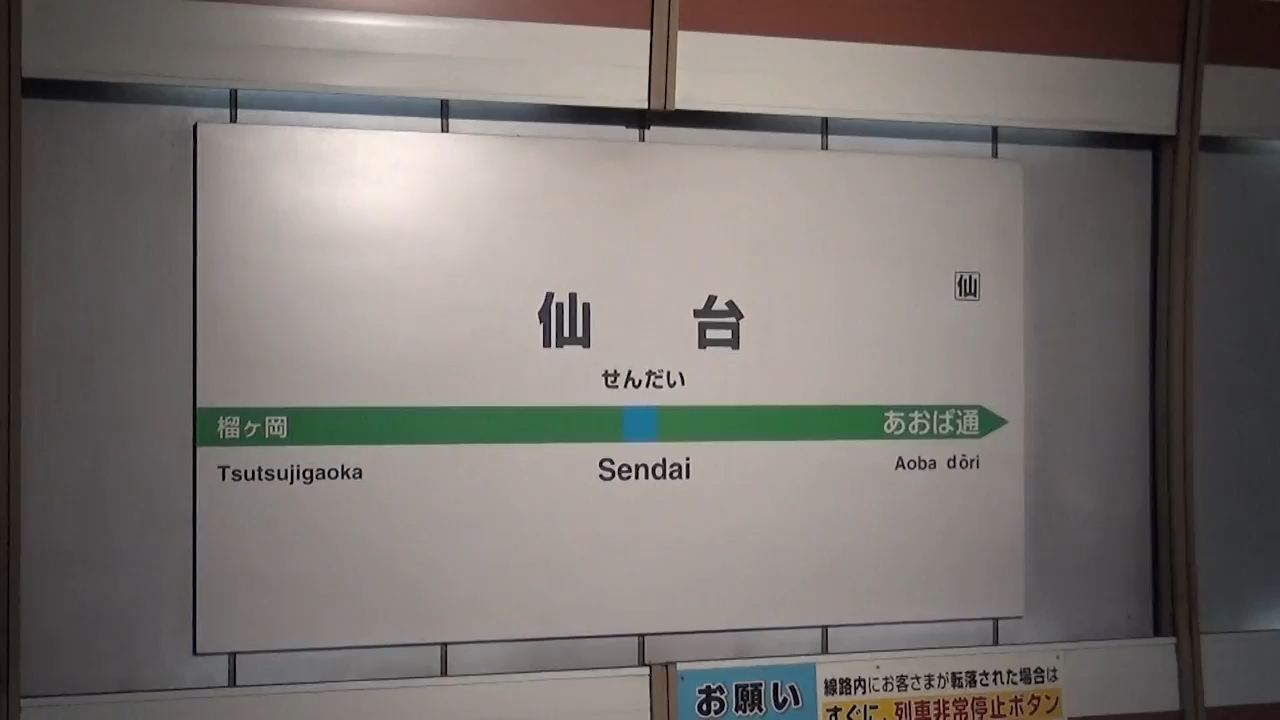 仙
仙台
せんだい
榴ヶ岡 あおば通
Tsutsujigaoka Sendai Aoba dōri
お願い
線路内にお客さまが転落された場合は
すぐに、列車非常停止ボタン